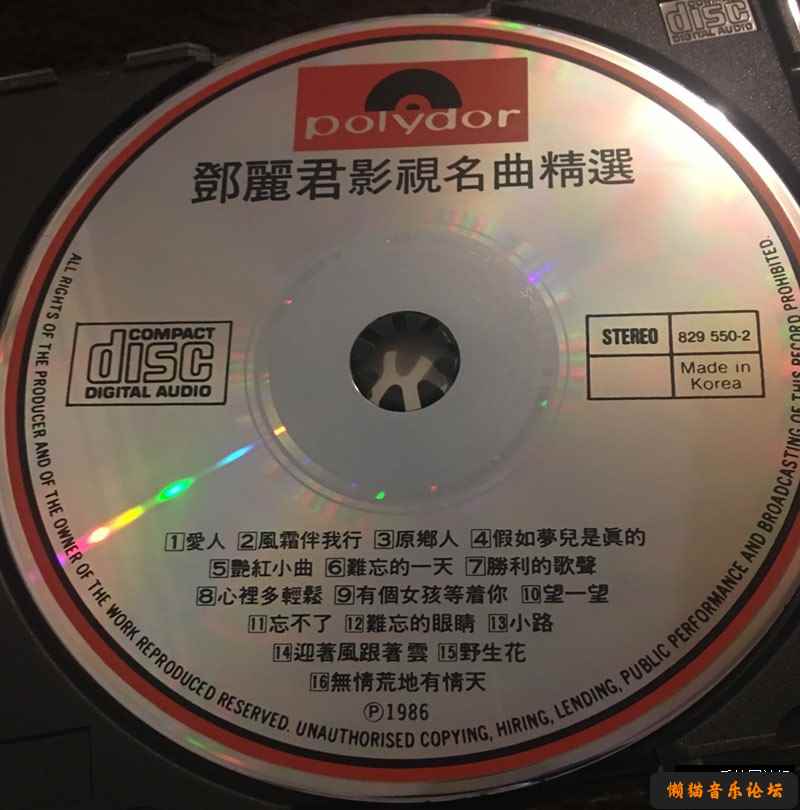 disc
DIGITAL AUDIO
polydor
鄧麗君影視名曲精選
COMPACT
disc
DIGITAL AUDIO
STEREO
829 550-2
Made in
Korea
1愛人 2風霜伴我行 3原鄉人 4假如夢兒是眞的
5艷紅小曲 6難忘的一天 7勝利的歌聲
8心裡多輕鬆 9有個女孩等着你 10望一望
11忘不了 12難忘的眼睛 13小路
14迎著風跟著雲 15野生花
16無情荒地有情天
Ⓟ1986
ALL RIGHTS OF THE PRODUCER AND OF THE OWNER OF THE WORK REPRODUCED RESERVED. UNAUTHORISED COPYING, HIRING, LENDING, PUBLIC PERFORMANCE AND BROADCASTING OF THIS RECORD PROHIBITED.
懒猫音乐论坛